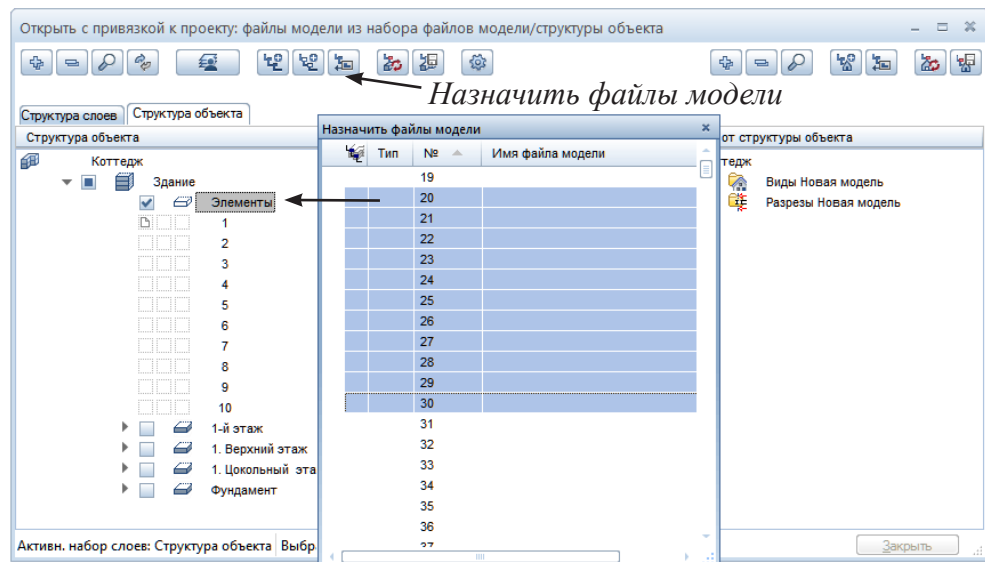 Открыть с привязкой к проекту: файлы модели из набора файлов модели/структуры объекта
Назначить файлы модели
Структура слоев Структура объекта
Структура объекта
Коттедж
Здание
Элементы
1
2
3
4
5
6
7
8
9
10
1-й этаж
1. Верхний этаж
1. Цокольный эта
Фундамент
Назначить файлы модели
Тип № Имя файла модели
19
20
21
22
23
24
25
26
27
28
29
30
31
32
33
34
35
36
37
от структуры объекта
тедж
Виды Новая модель
Разрезы Новая модель
Активн. набор слоев: Структура объекта Выбр
Закрыть